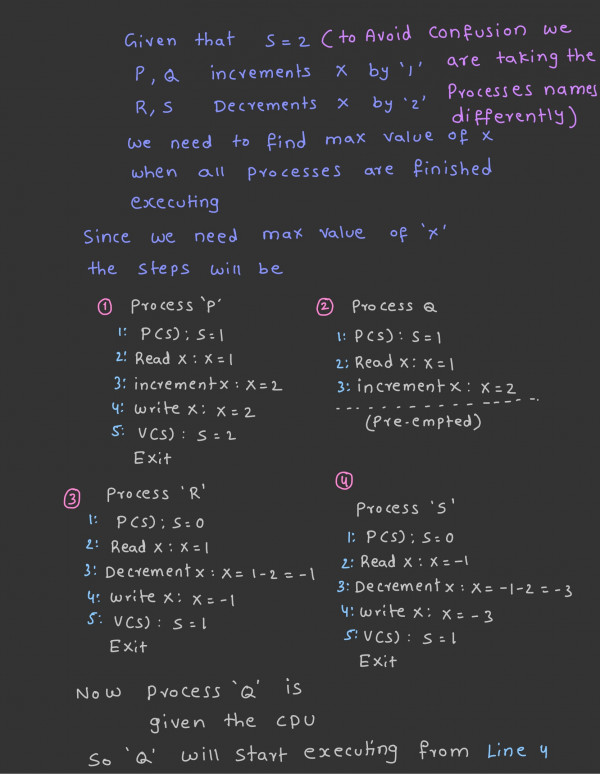 Given that S = 2 (to Avoid Confusion we
are taking the
Processes names
differently)
P, Q increments X by '1'
R, S Decrements X by '2'
we need to find max value of x
when all processes are finished
executing
Since we need max value of 'x'
the steps will be
① Process 'P'
1: P(S); S=1
2: Read X : X=1
3: increment x : X=2
4: write x : X=2
5: V(S) : S=2
Exit
② Process Q
1: P(S) : S=1
2: Read X : X=1
3: increment x : X=2
(Pre-empted)
③ Process 'R'
1: P(S); S=0
2: Read X : X=1
3: Decrement x : X = 1-2 = -1
4: write x : X = -1
5: V(S) : S=1
Exit
④
Process 'S'
1: P(S) : S=0
2: Read X : X=-1
3: Decrement x : X = -1-2 = -3
4: write x : X = -3
5: V(S) : S=1
Exit
Now process 'Q' is
given the CPU
So 'Q' will start executing from Line 4